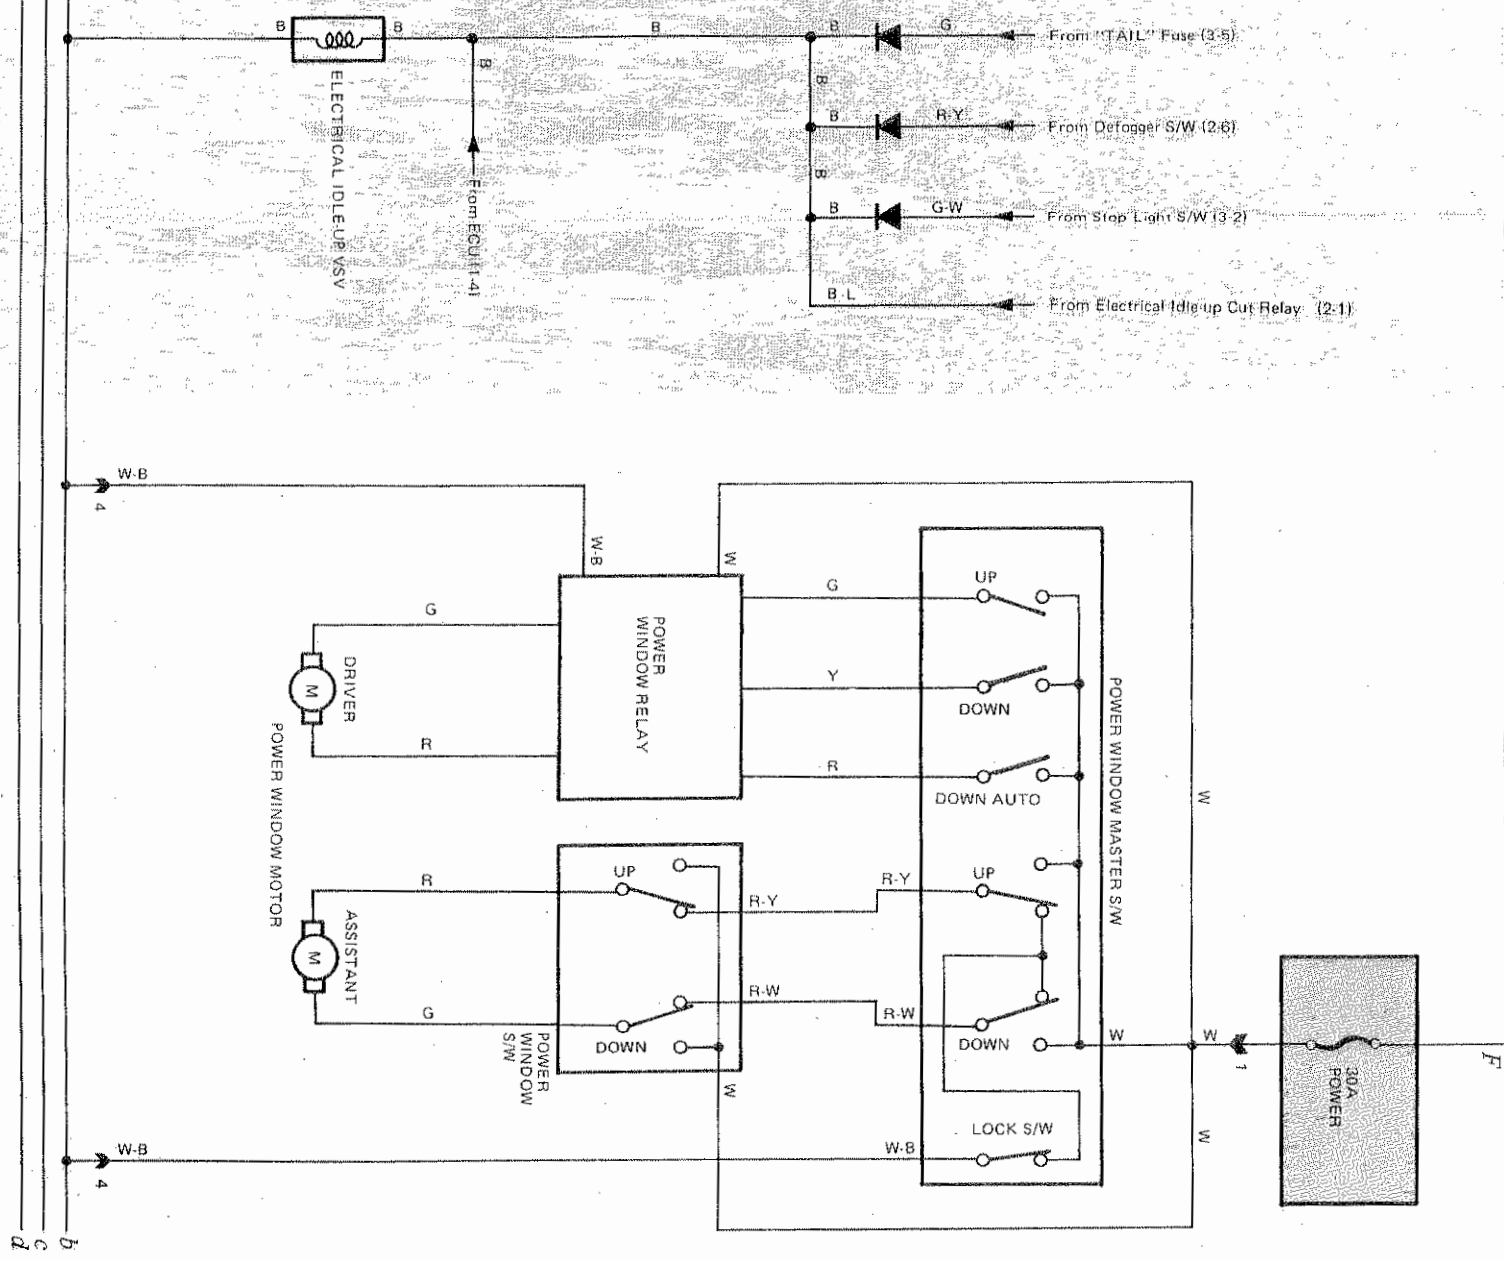 B
B
B
B
G
From "TAIL" Fuse (3-5)
B
B
B
R-Y
From Defogger S/W (2-6)
B
B
G-W
From Stop Light S/W (3-2)
B-L
From Electrical Idle-up Cut Relay (2-1)
ELECTRICAL IDLE-UP VSV
From ECU (1-4)
W-B
4
W-B
W
G
UP
G
POWER
WINDOW RELAY
DRIVER
M
Y
DOWN
R
R
DOWN AUTO
POWER WINDOW MOTOR
POWER WINDOW MASTER S/W
W
UP
R-Y
R-Y
UP
R
ASSISTANT
M
R-W
R-W
DOWN
G
DOWN
POWER
WINDOW
S/W
W
W
W
1
30A
POWER
F
LOCK S/W
W
W-B
W-B
4
b
c
d